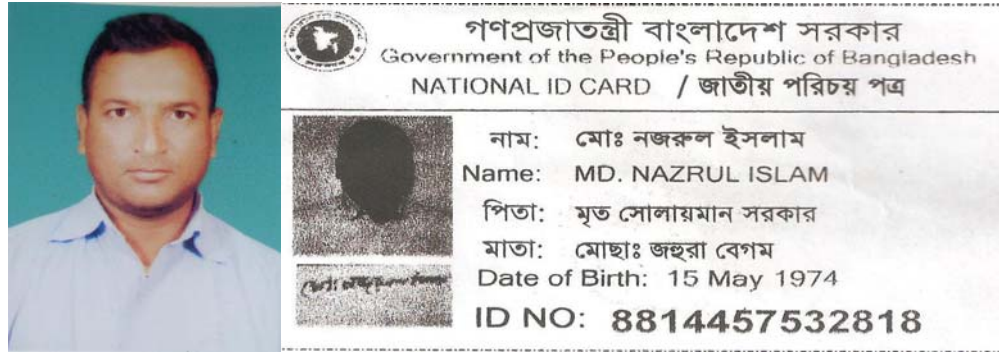 গণপ্রজাতন্ত্রী বাংলাদেশ সরকার
Government of the People's Republic of Bangladesh
NATIONAL ID CARD / জাতীয় পরিচয় পত্র
নাম: মোঃ নজরুল ইসলাম
Name: MD. NAZRUL ISLAM
পিতা: মৃত সোলায়মান সরকার
মাতা: মোছাঃ জহুরা বেগম
Date of Birth: 15 May 1974
ID NO: 8814457532818